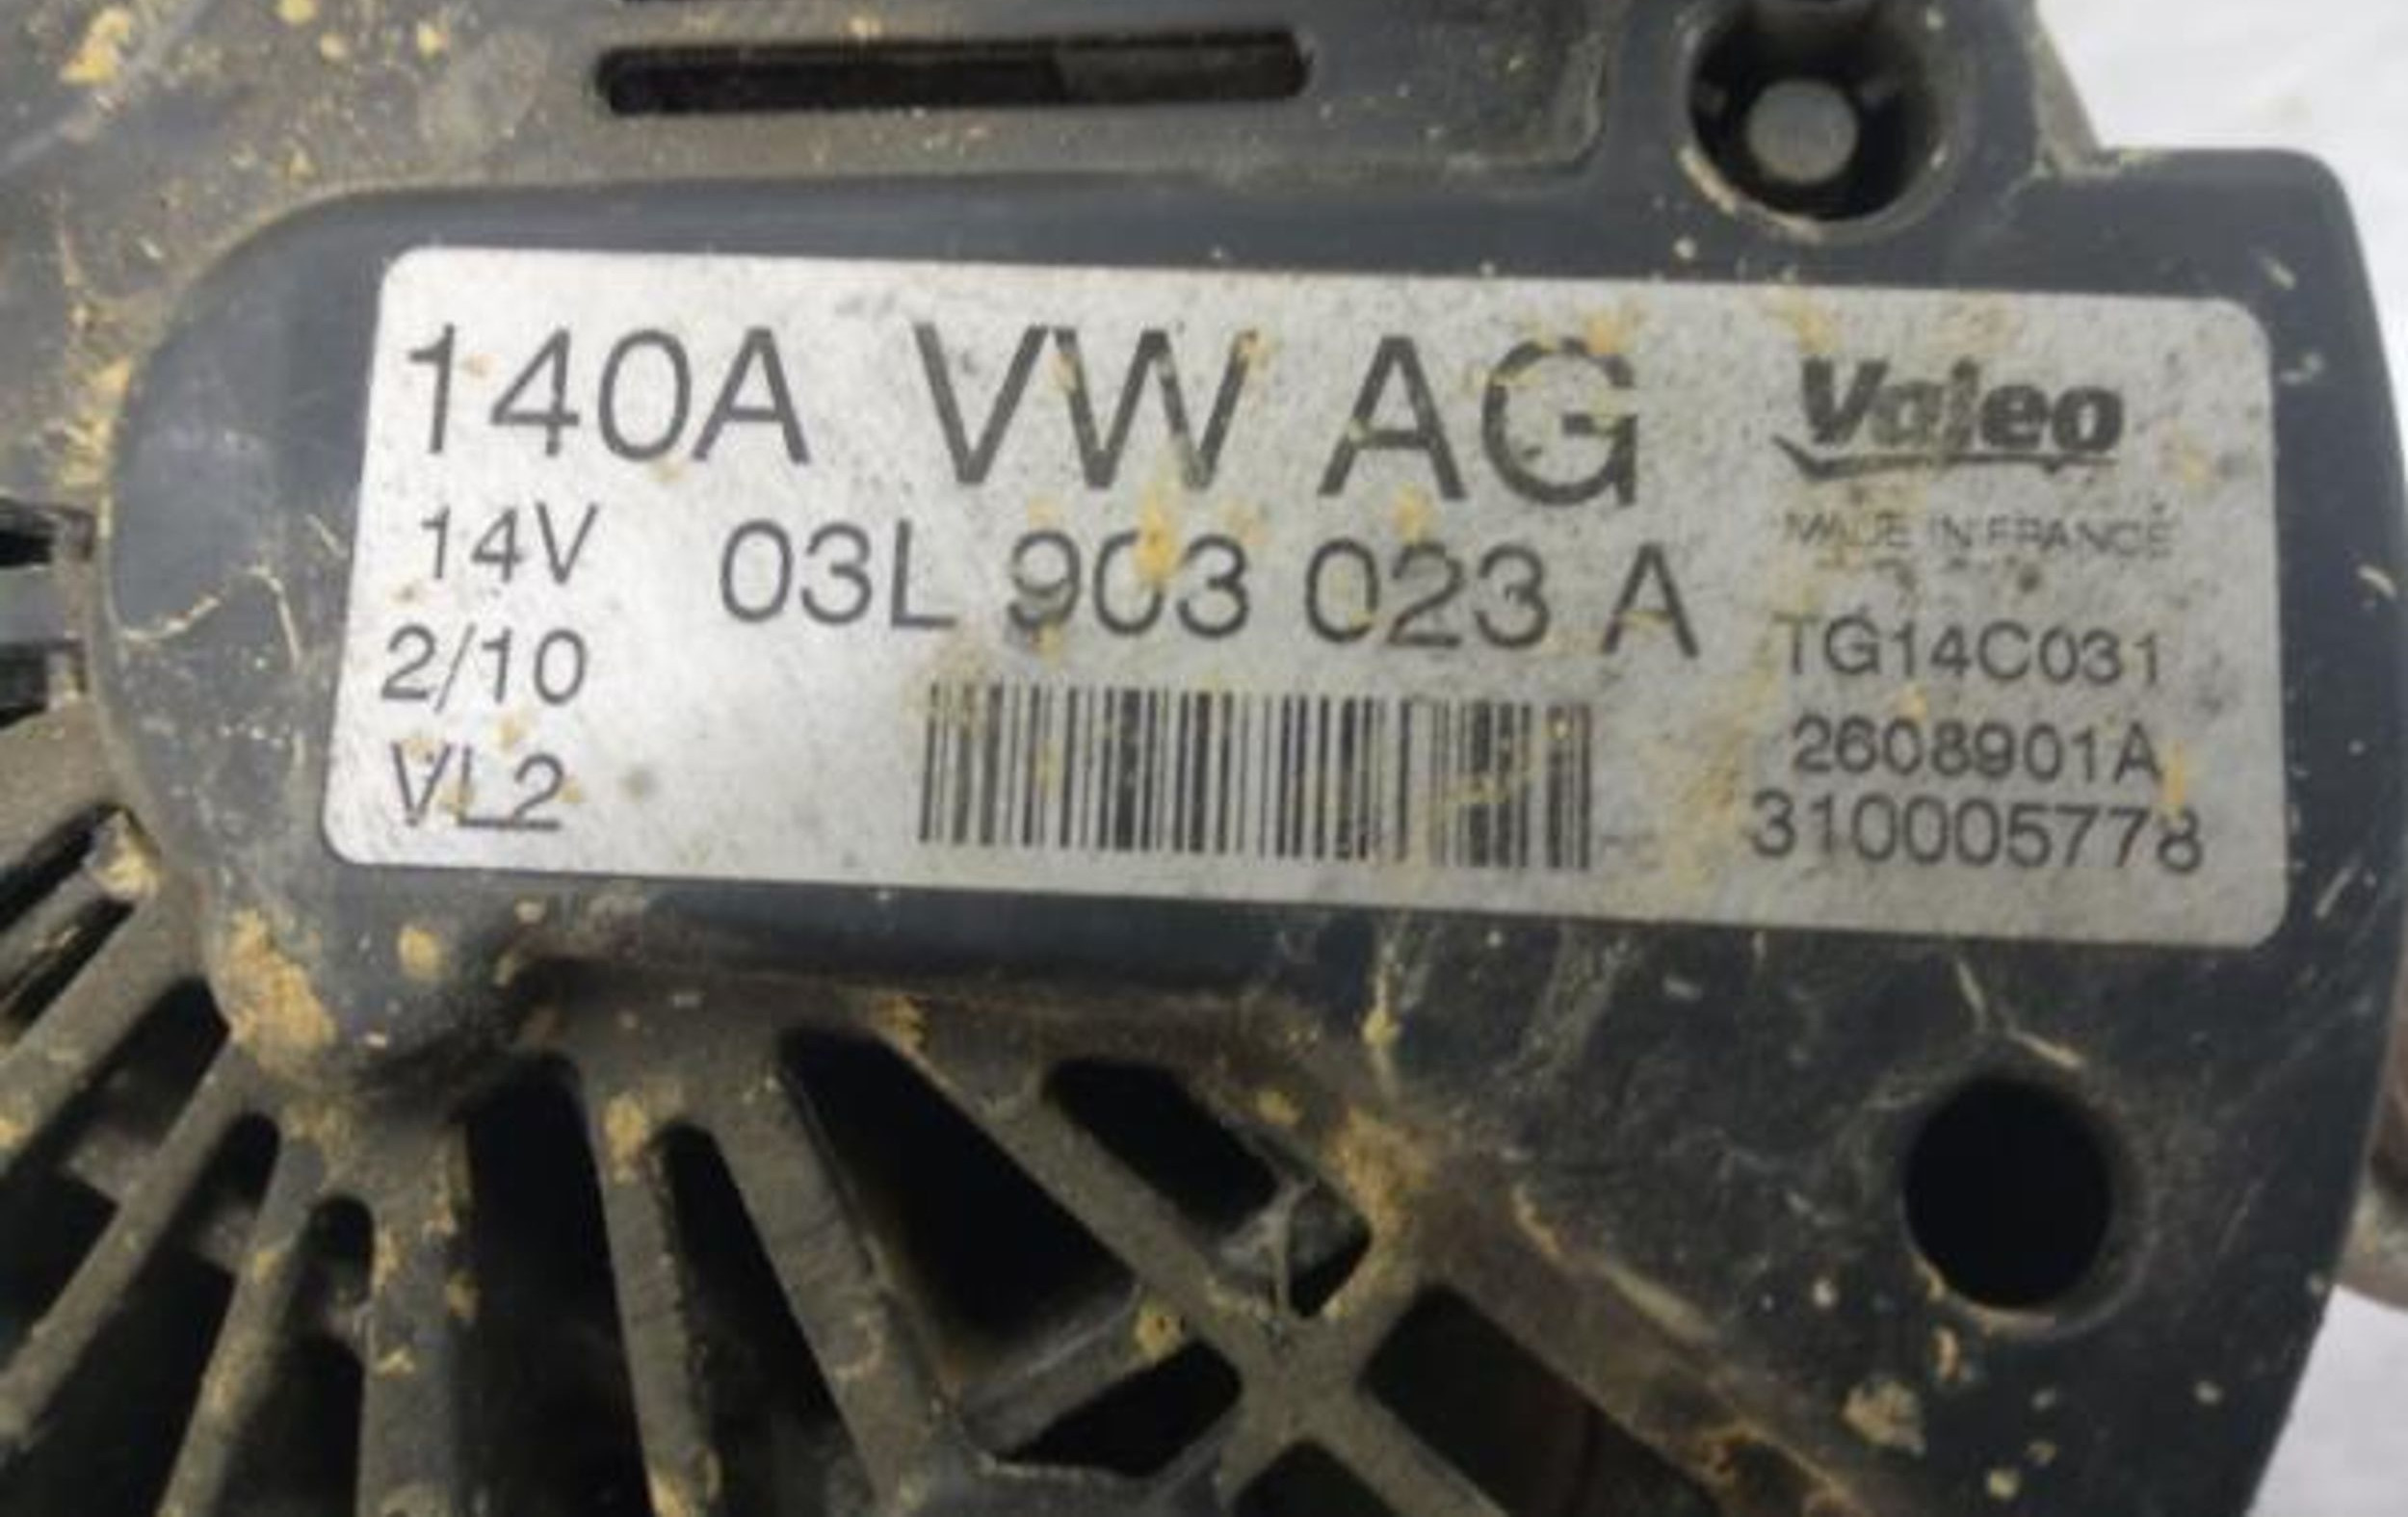 140A VW AG Valeo
14V 03L 903 023 A MADE IN FRANCE
2/10 TG14C031
VL2 2608901A
310005778